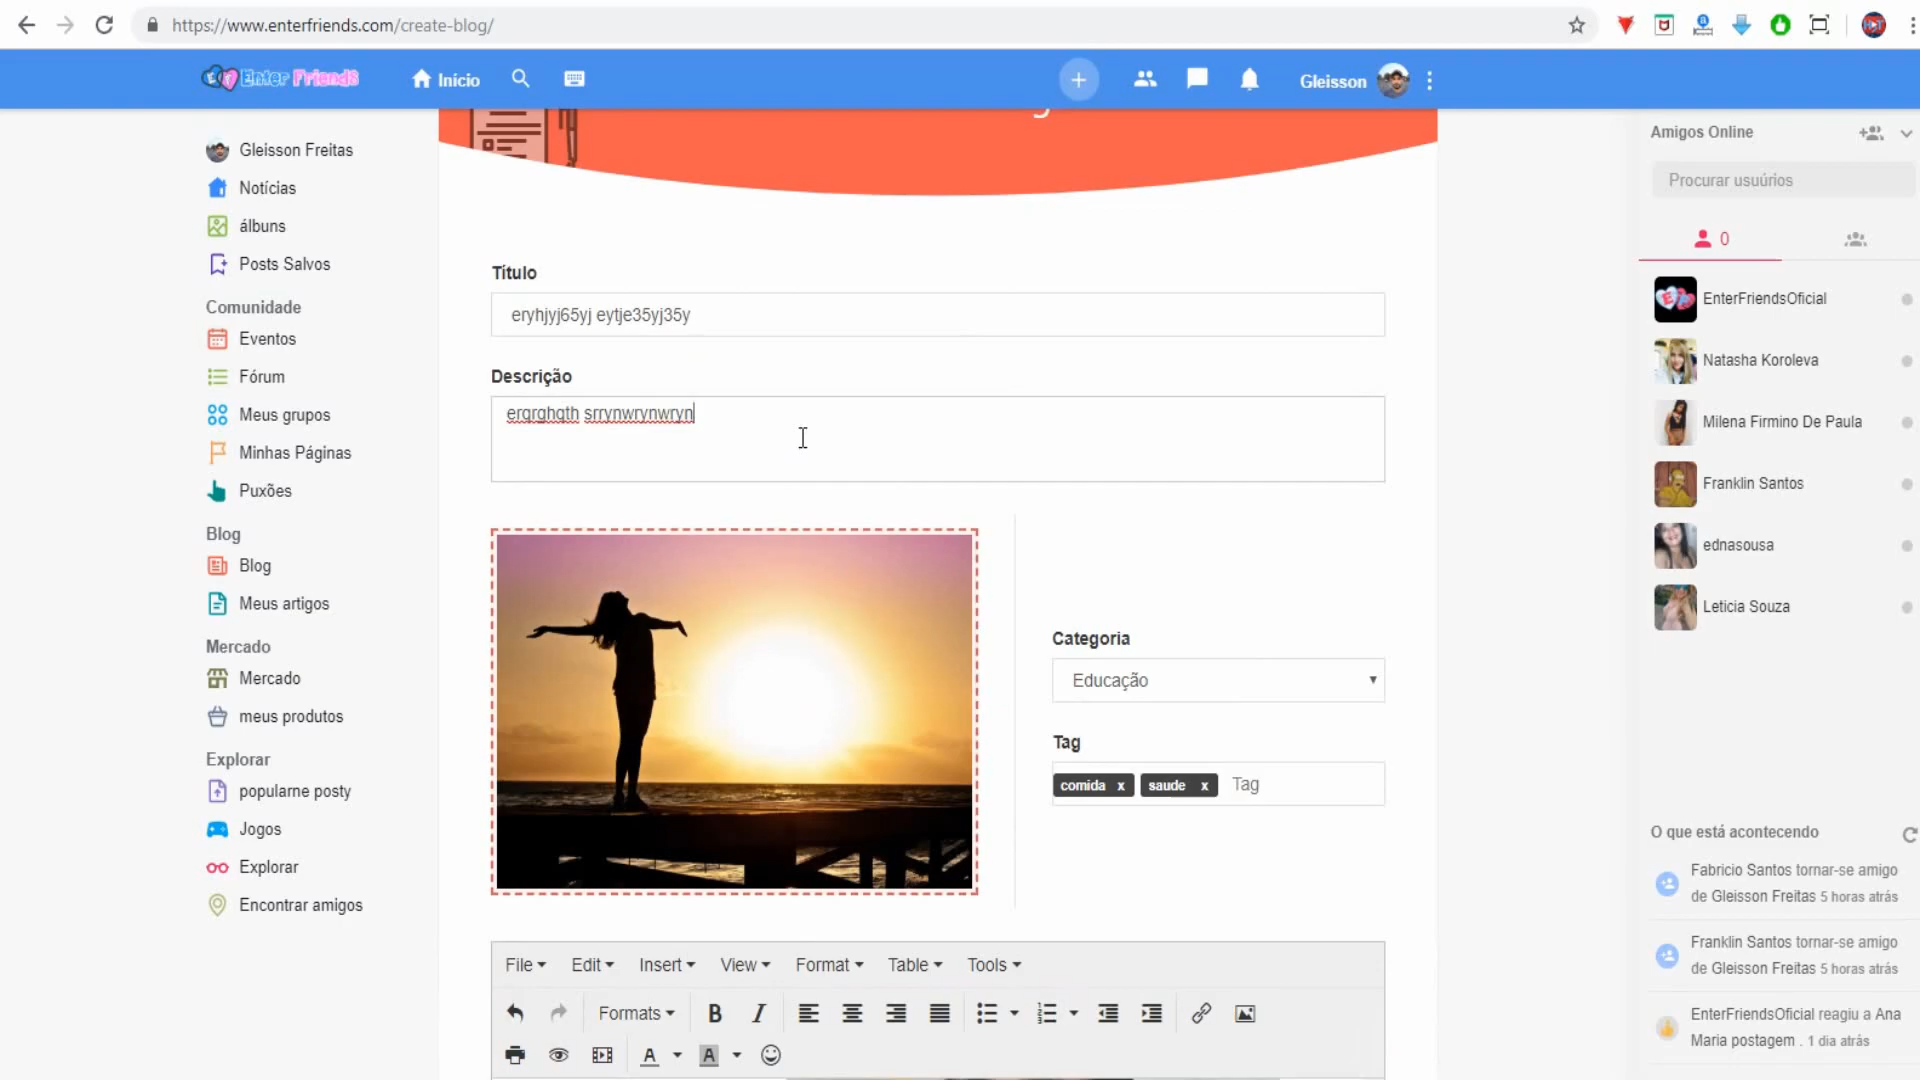 https://www.enterfriends.com/create-blog/
Enter Friends
Início
Gleisson
Gleisson Freitas
Notícias
álbuns
Posts Salvos
Comunidade
Eventos
Fórum
Meus grupos
Minhas Páginas
Puxões
Blog
Blog
Meus artigos
Mercado
Mercado
meus produtos
Explorar
popularne posty
Jogos
Explorar
Encontrar amigos
Título
eryhjyj65yj eytje35yj35y
Descrição
erqrghqth srrynwrynwryn
Categoria
Educação
Tag
comida x saude x Tag
File Edit Insert View Format Table Tools
Formats B I
A A
Amigos Online
Procurar usuúrios
0
EnterFriendsOficial
Natasha Koroleva
Milena Firmino De Paula
Franklin Santos
ednasousa
Leticia Souza
O que está acontecendo
Fabricio Santos tornar-se amigo
de Gleisson Freitas 5 horas atrás
Franklin Santos tornar-se amigo
de Gleisson Freitas 5 horas atrás
EnterFriendsOficial reagiu a Ana
Maria postagem . 1 dia atrás